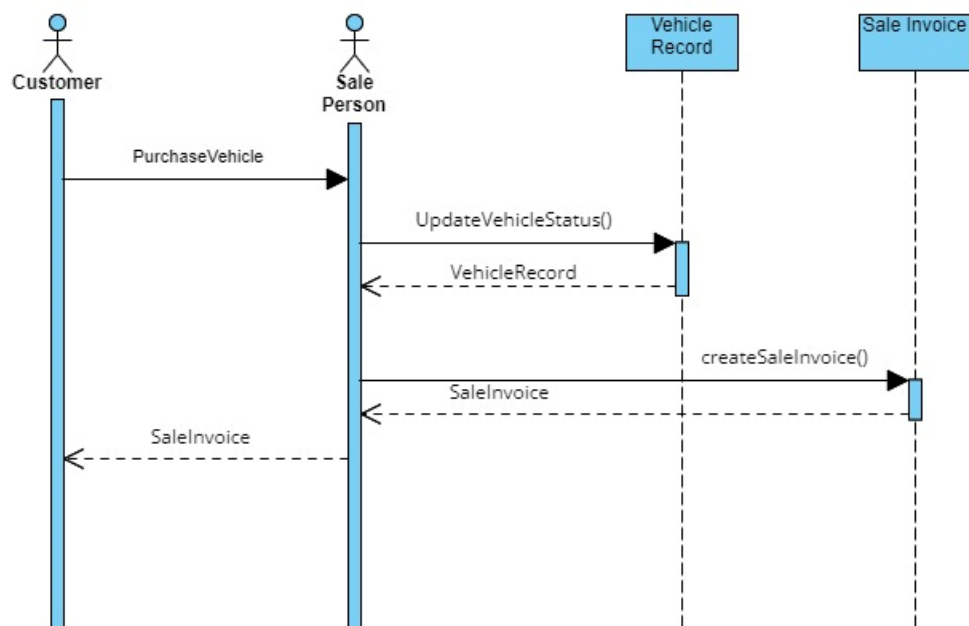 Customer
Sale
Person
Vehicle
Record
Sale Invoice
PurchaseVehicle
UpdateVehicleStatus()
VehicleRecord
createSaleInvoice()
SaleInvoice
SaleInvoice